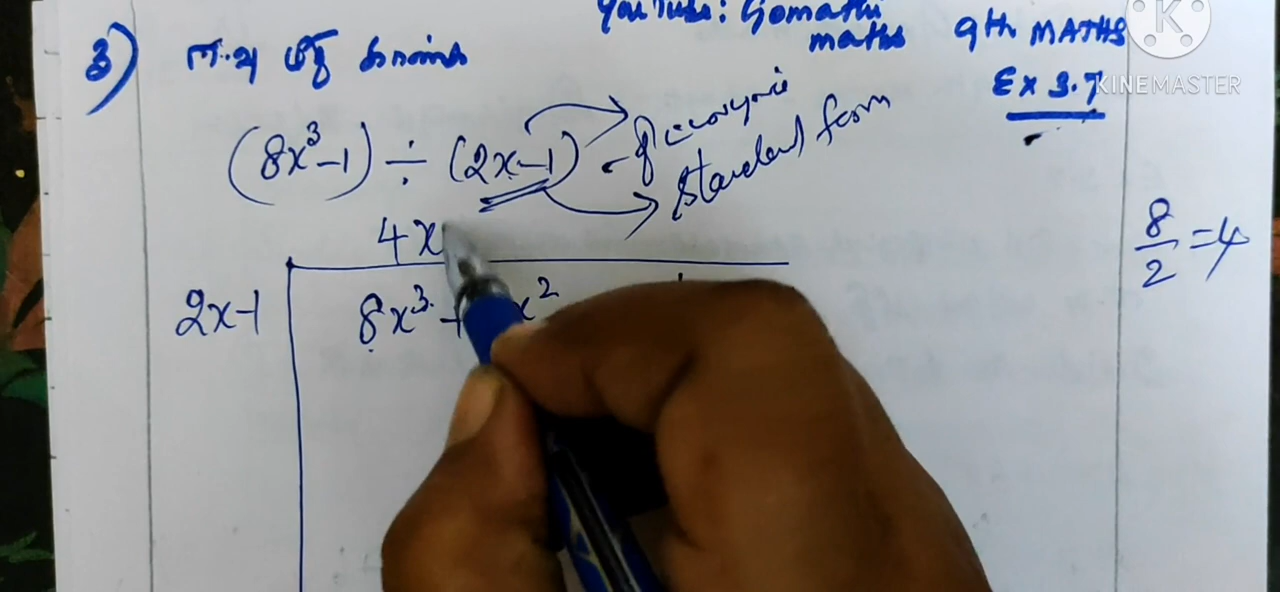 YouTube: Gomathi
maths 9th MATHS
KINEMASTER
Ex 3.7
3)
(8x³-1) ÷ (2x-1)
Standard form
8/2 = 4
4x
2x-1 8x³ x²